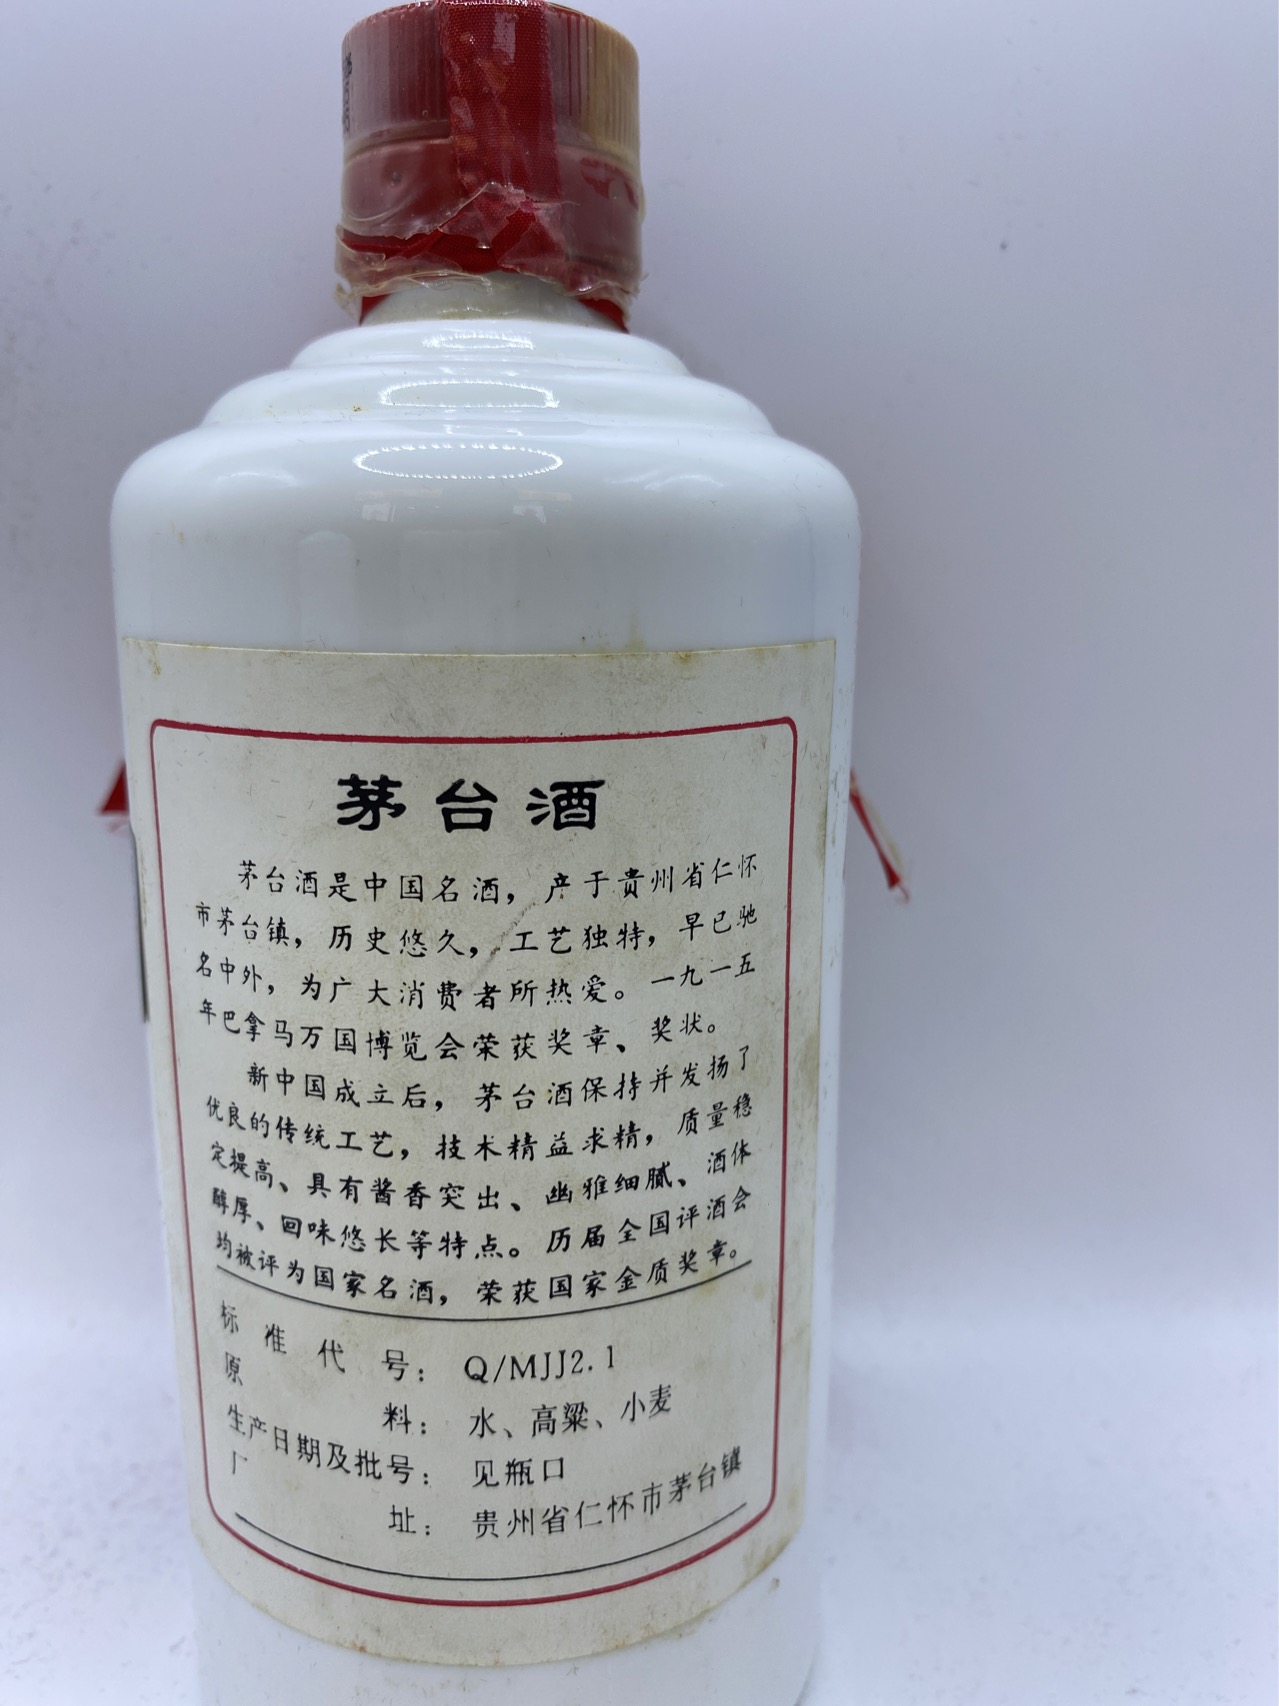 茅台酒
茅台酒是中国名酒，产于贵州省仁怀
市茅台镇，历史悠久，工艺独特，早已驰
名中外，为广大消费者所热爱。一九一五
年巴拿马万国博览会荣获奖章、奖状。
新中国成立后，茅台酒保持并发扬了
优良的传统工艺，技术精益求精，质量稳
定提高、具有酱香突出、幽雅细腻、酒体
醇厚、回味悠长等特点。历届全国评酒会
均被评为国家名酒，荣获国家金质奖章。
标准代号：Q/MJJ2.1
原料：水、高粱、小麦
生产日期及批号：见瓶口
厂址：贵州省仁怀市茅台镇